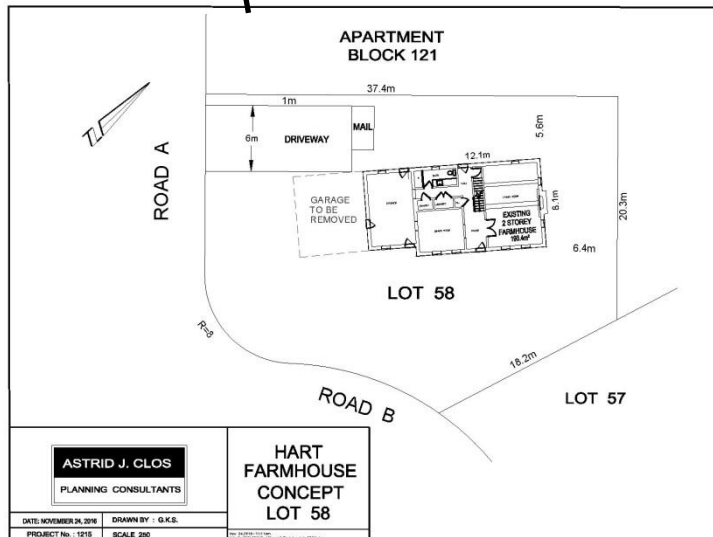 APARTMENT
BLOCK 121
37.4m
1m
6m
DRIVEWAY
MAIL
5.6m
12.1m
ROAD A
GARAGE
TO BE
REMOVED
8.1m
20.3m
EXISTING
2 STOREY
FARMHOUSE
6.4m
LOT 58
R=8
18.2m
ROAD B
LOT 57
ASTRID J. CLOS
PLANNING CONSULTANTS
HART
FARMHOUSE
CONCEPT
LOT 58
DATE: NOVEMBER 24, 2016
DRAWN BY : G.K.S.
PROJECT No. : 1215
SCALE 250